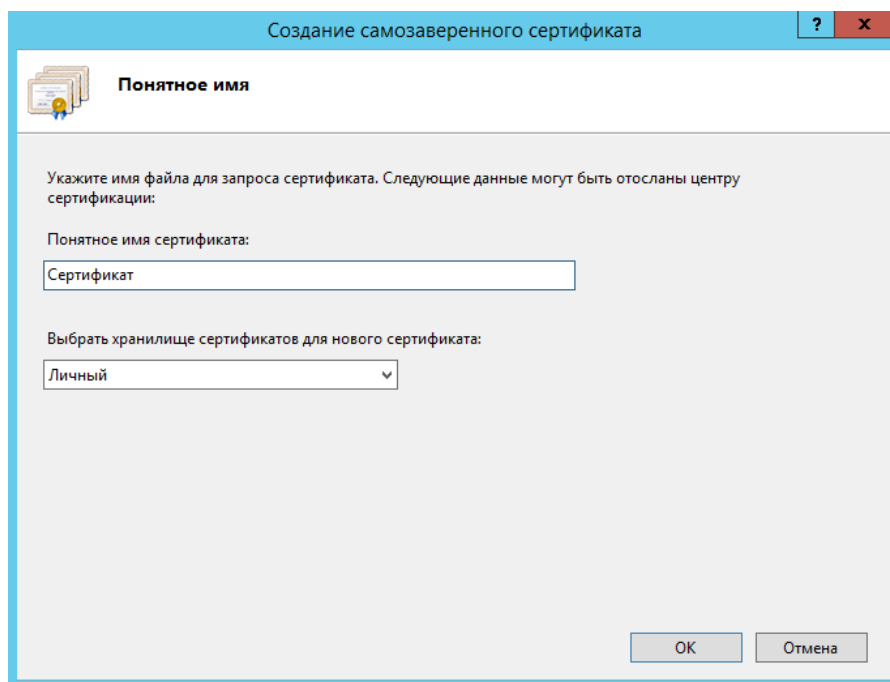 Создание самозаверенного сертификата
? x
Понятное имя
Укажите имя файла для запроса сертификата. Следующие данные могут быть отосланы центру
сертификации:
Понятное имя сертификата:
Сертификат
Выбрать хранилище сертификатов для нового сертификата:
Личный
ОК Отмена